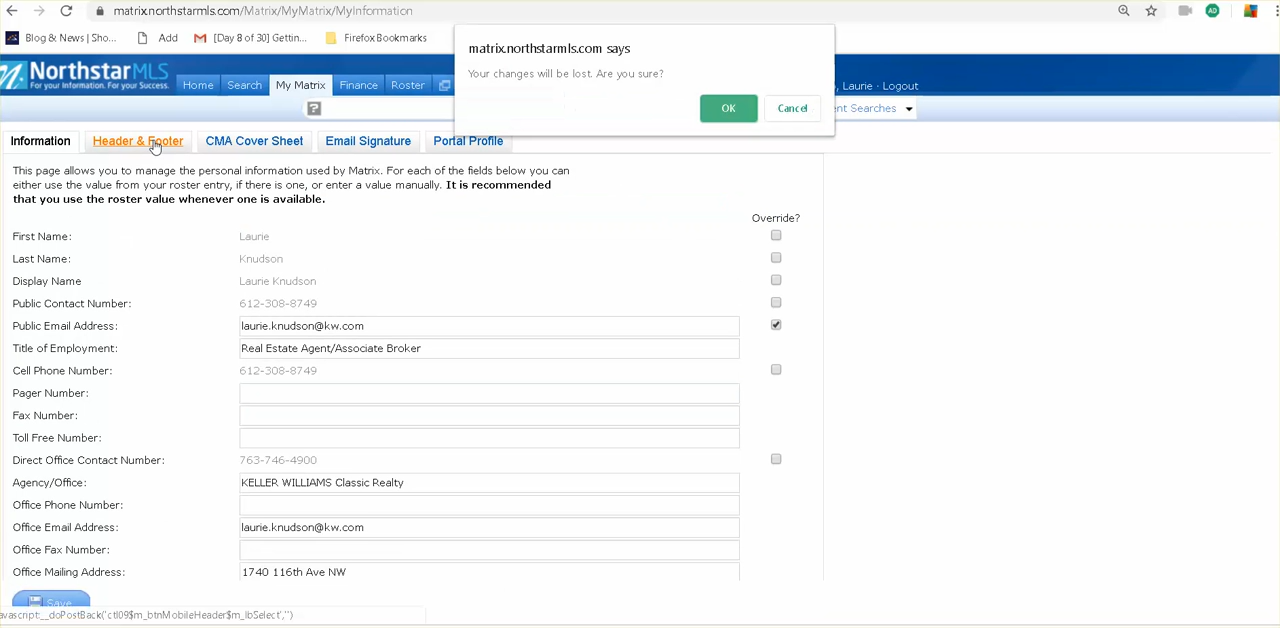 matrix.northstarmls.com/Matrix/MyMatrix/MyInformation
AD
Blog & News | Sho...
Add
[Day 8 of 30] Gettin...
Firefox Bookmarks
matrix.northstarmls.com says
Your changes will be lost. Are you sure?
OK
Cancel
NorthstarMLS
For your Information. For your Success.
Home
Search
My Matrix
Finance
Roster
, Laurie · Logout
?
ent Searches
Information
Header & Footer
CMA Cover Sheet
Email Signature
Portal Profile
This page allows you to manage the personal information used by Matrix. For each of the fields below you can
either use the value from your roster entry, if there is one, or enter a value manually. It is recommended
that you use the roster value whenever one is available.
Override?
First Name: Laurie
Last Name: Knudson
Display Name Laurie Knudson
Public Contact Number: 612-308-8749
Public Email Address: laurie.knudson@kw.com
Title of Employment: Real Estate Agent/Associate Broker
Cell Phone Number: 612-308-8749
Pager Number:
Fax Number:
Toll Free Number:
Direct Office Contact Number: 763-746-4900
Agency/Office: KELLER WILLIAMS Classic Realty
Office Phone Number:
Office Email Address: laurie.knudson@kw.com
Office Fax Number:
Office Mailing Address: 1740 116th Ave NW
Save
avascript:__doPostBack('ctl09$m_btnMobileHeader$m_lbSelect','')